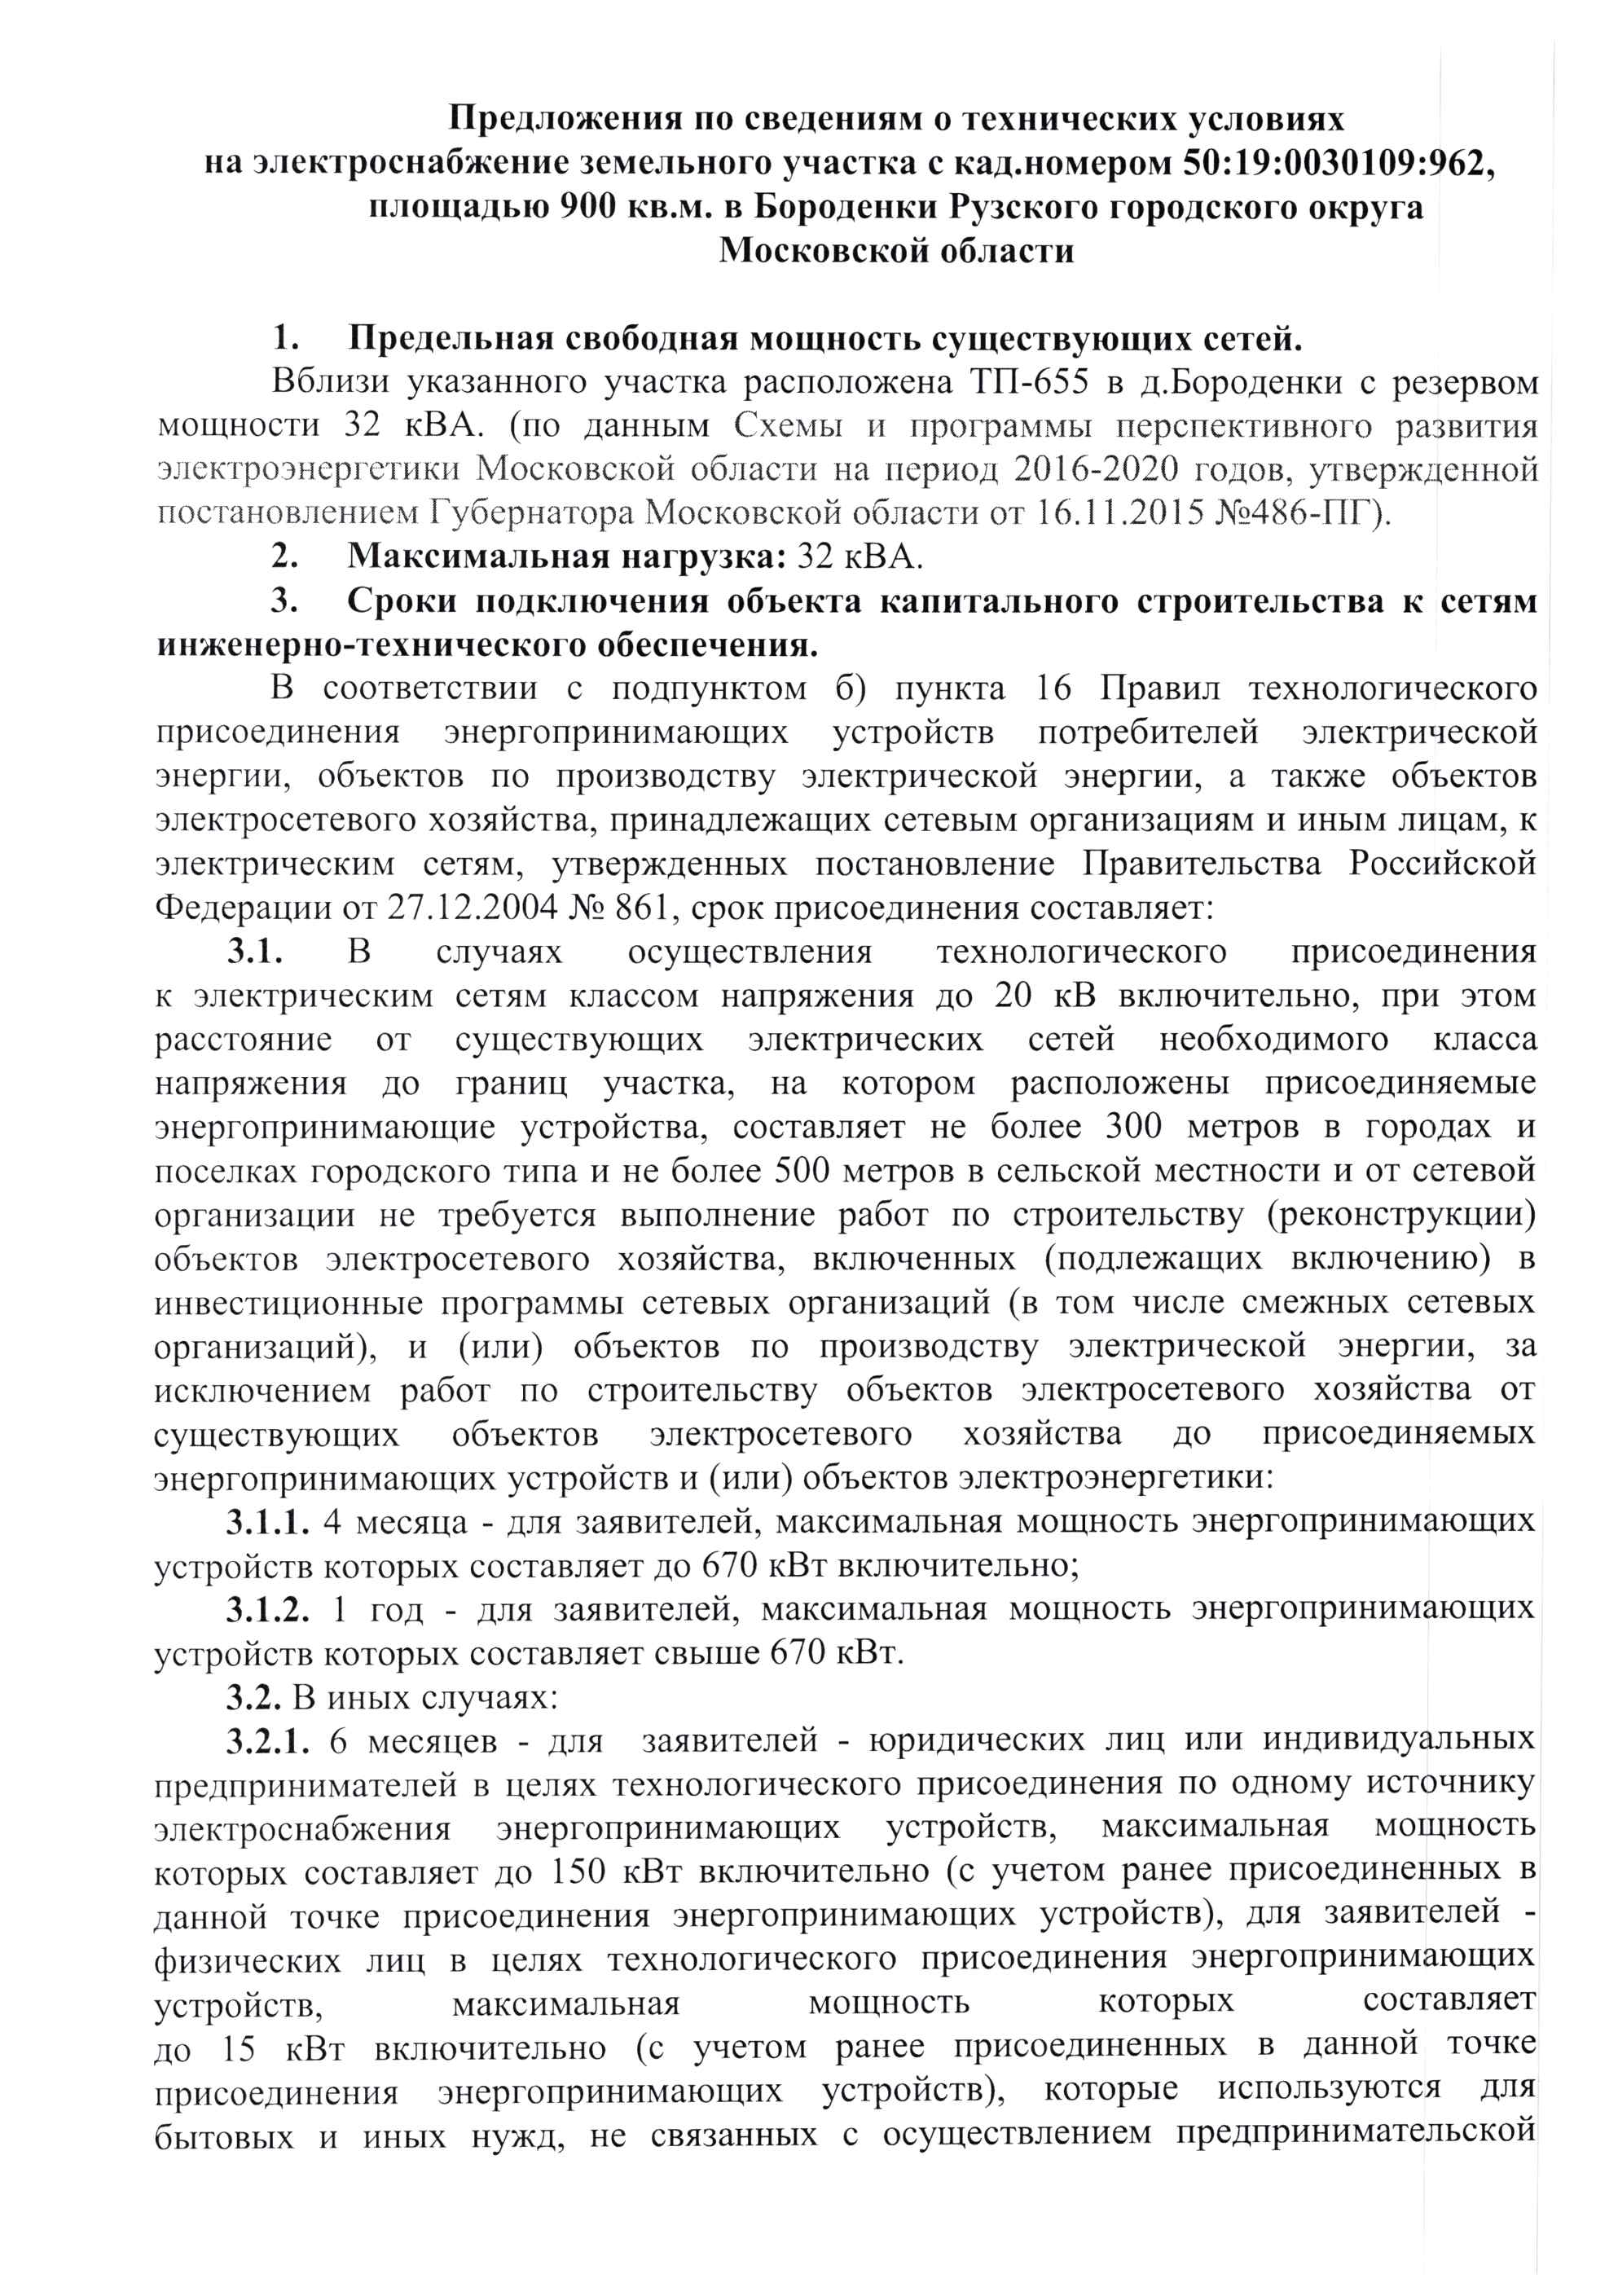 Предложения по сведениям о технических условиях
на электроснабжение земельного участка с кад.номером 50:19:0030109:962,
площадью 900 кв.м. в Бороденки Рузского городского округа
Московской области
1. Предельная свободная мощность существующих сетей.
Вблизи указанного участка расположена ТП-655 в д.Бороденки с резервом
мощности 32 кВА. (по данным Схемы и программы перспективного развития
электроэнергетики Московской области на период 2016-2020 годов, утвержденной
постановлением Губернатора Московской области от 16.11.2015 №486-ПГ).
2. Максимальная нагрузка: 32 кВА.
3. Сроки подключения объекта капитального строительства к сетям
инженерно-технического обеспечения.
В соответствии с подпунктом б) пункта 16 Правил технологического
присоединения энергопринимающих устройств потребителей электрической
энергии, объектов по производству электрической энергии, а также объектов
электросетевого хозяйства, принадлежащих сетевым организациям и иным лицам, к
электрическим сетям, утвержденных постановление Правительства Российской
Федерации от 27.12.2004 № 861, срок присоединения составляет:
3.1. В случаях осуществления технологического присоединения
к электрическим сетям классом напряжения до 20 кВ включительно, при этом
расстояние от существующих электрических сетей необходимого класса
напряжения до границ участка, на котором расположены присоединяемые
энергопринимающие устройства, составляет не более 300 метров в городах и
поселках городского типа и не более 500 метров в сельской местности и от сетевой
организации не требуется выполнение работ по строительству (реконструкции)
объектов электросетевого хозяйства, включенных (подлежащих включению) в
инвестиционные программы сетевых организаций (в том числе смежных сетевых
организаций), и (или) объектов по производству электрической энергии, за
исключением работ по строительству объектов электросетевого хозяйства от
существующих объектов электросетевого хозяйства до присоединяемых
энергопринимающих устройств и (или) объектов электроэнергетики:
3.1.1. 4 месяца - для заявителей, максимальная мощность энергопринимающих
устройств которых составляет до 670 кВт включительно;
3.1.2. 1 год - для заявителей, максимальная мощность энергопринимающих
устройств которых составляет свыше 670 кВт.
3.2. В иных случаях:
3.2.1. 6 месяцев - для заявителей - юридических лиц или индивидуальных
предпринимателей в целях технологического присоединения по одному источнику
электроснабжения энергопринимающих устройств, максимальная мощность
которых составляет до 150 кВт включительно (с учетом ранее присоединенных в
данной точке присоединения энергопринимающих устройств), для заявителей -
физических лиц в целях технологического присоединения энергопринимающих
устройств, максимальная мощность которых составляет
до 15 кВт включительно (с учетом ранее присоединенных в данной точке
присоединения энергопринимающих устройств), которые используются для
бытовых и иных нужд, не связанных с осуществлением предпринимательской